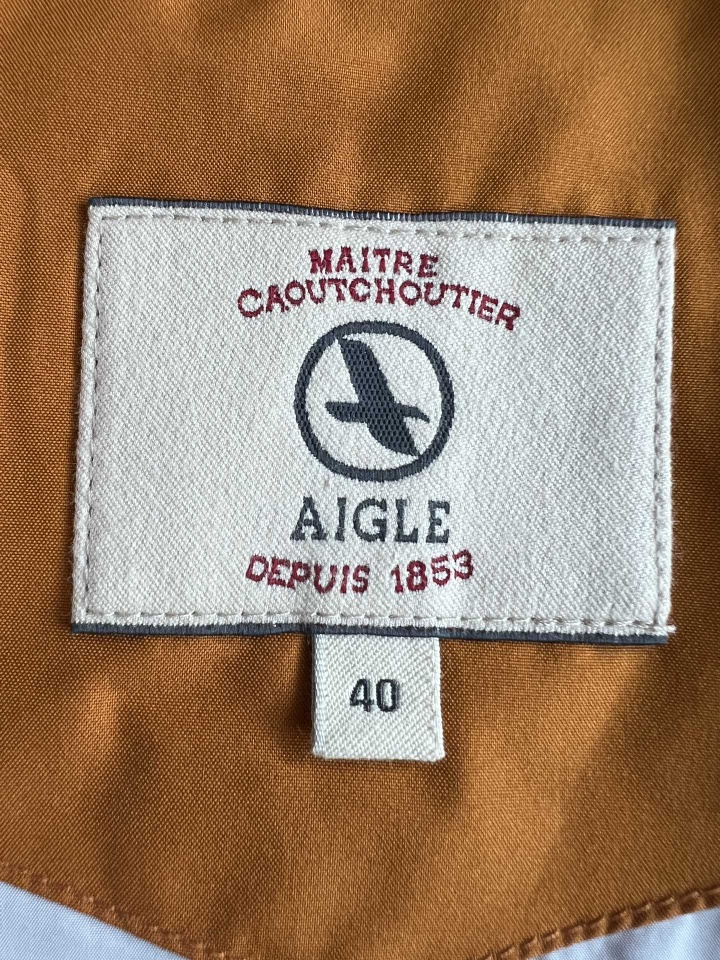 MAITRE
CAOUTCHOUTIER
AIGLE
DEPUIS 1853
40